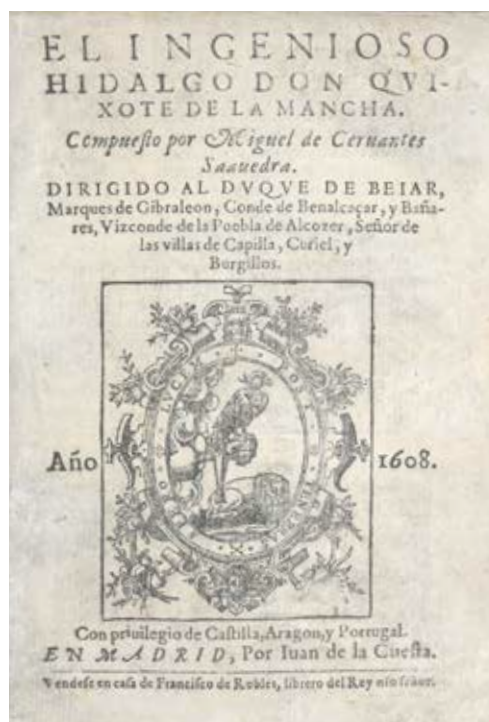 EL INGENIOSO
HIDALGO DON QVI-
XOTE DE LA MANCHA.
Compuesto por Miguel de Ceruantes
Saauedra.
DIRIGIDO AL DVQVE DE BEIAR,
Marques de Gibraleon, Conde de Benalcaçar, y Baña-
res, Vizconde de la Puebla de Alcozer, Señor de
las villas de Capilla, Curiel, y
Burgillos.
Año 1608.
Con priuilegio de Castilla, Aragon, y Portugal.
EN MADRID, Por Iuan de la Cuesta.
Vendese en casa de Francisco de Robles, librero del Rey nro señor.